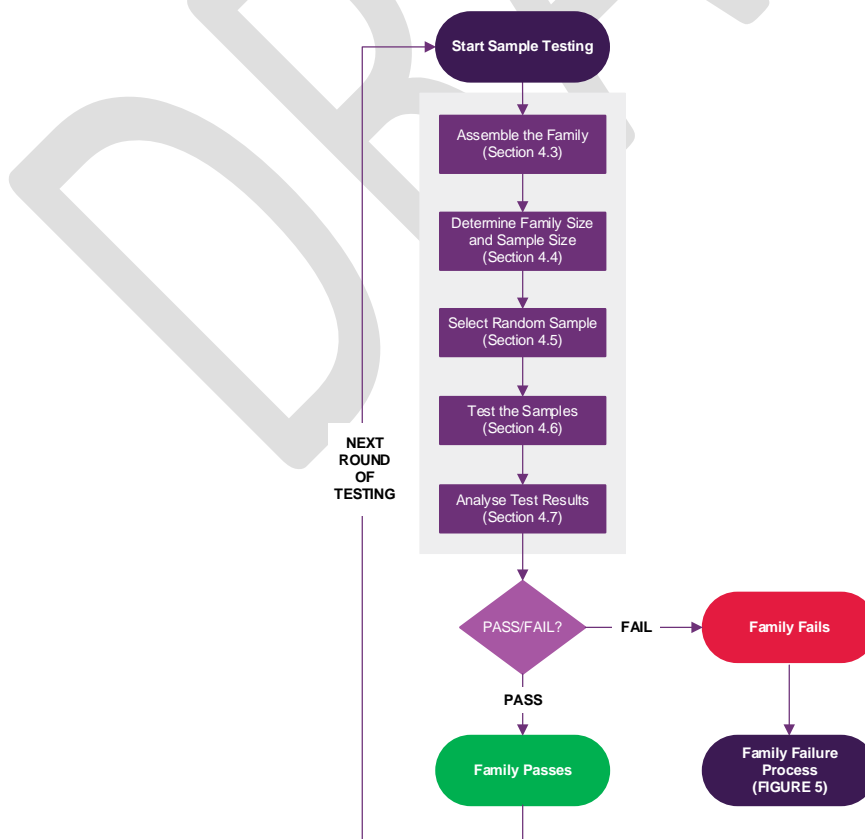 Start Sample Testing
Assemble the Family
(Section 4.3)
Determine Family Size
and Sample Size
(Section 4.4)
Select Random Sample
(Section 4.5)
Test the Samples
(Section 4.6)
NEXT
ROUND
OF
TESTING
Analyse Test Results
(Section 4.7)
PASS/FAIL?
FAIL
Family Fails
PASS
Family Passes
Family Failure
Process
(FIGURE 5)